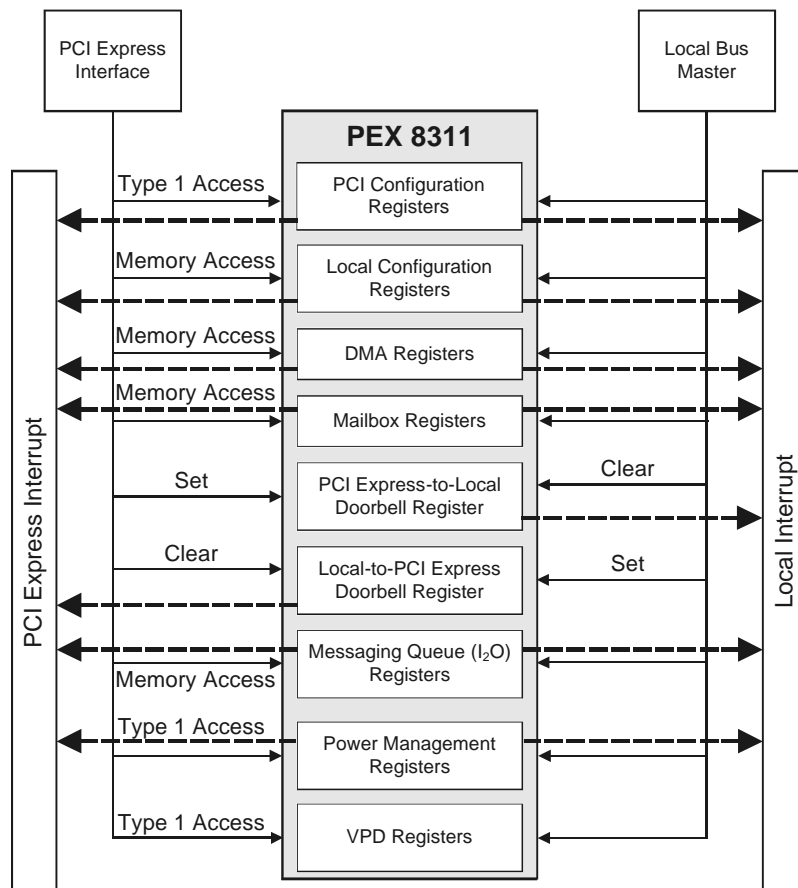 PCI Express
Interface
Local Bus
Master
PEX 8311
Type 1 Access
PCI Configuration
Registers
Memory Access
Local Configuration
Registers
Memory Access
DMA Registers
Memory Access
Mailbox Registers
Set
PCI Express-to-Local
Doorbell Register
Clear
Clear
Local-to-PCI Express
Doorbell Register
Set
Messaging Queue (I₂O)
Registers
Memory Access
Type 1 Access
Power Management
Registers
Type 1 Access
VPD Registers
PCI Express Interrupt
Local Interrupt